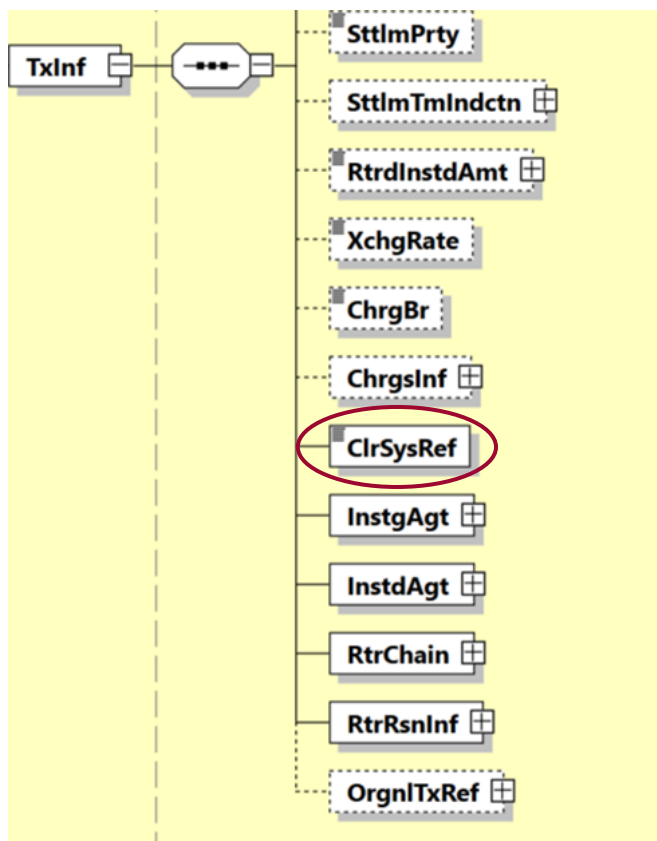 SttlmPrty
TxInf
SttlmTmIndctn
RtrdInstdAmt
XchgRate
ChrgBr
ChrgsInf
ClrSysRef
InstgAgt
InstdAgt
RtrChain
RtrRsnInf
OrgnlTxRef